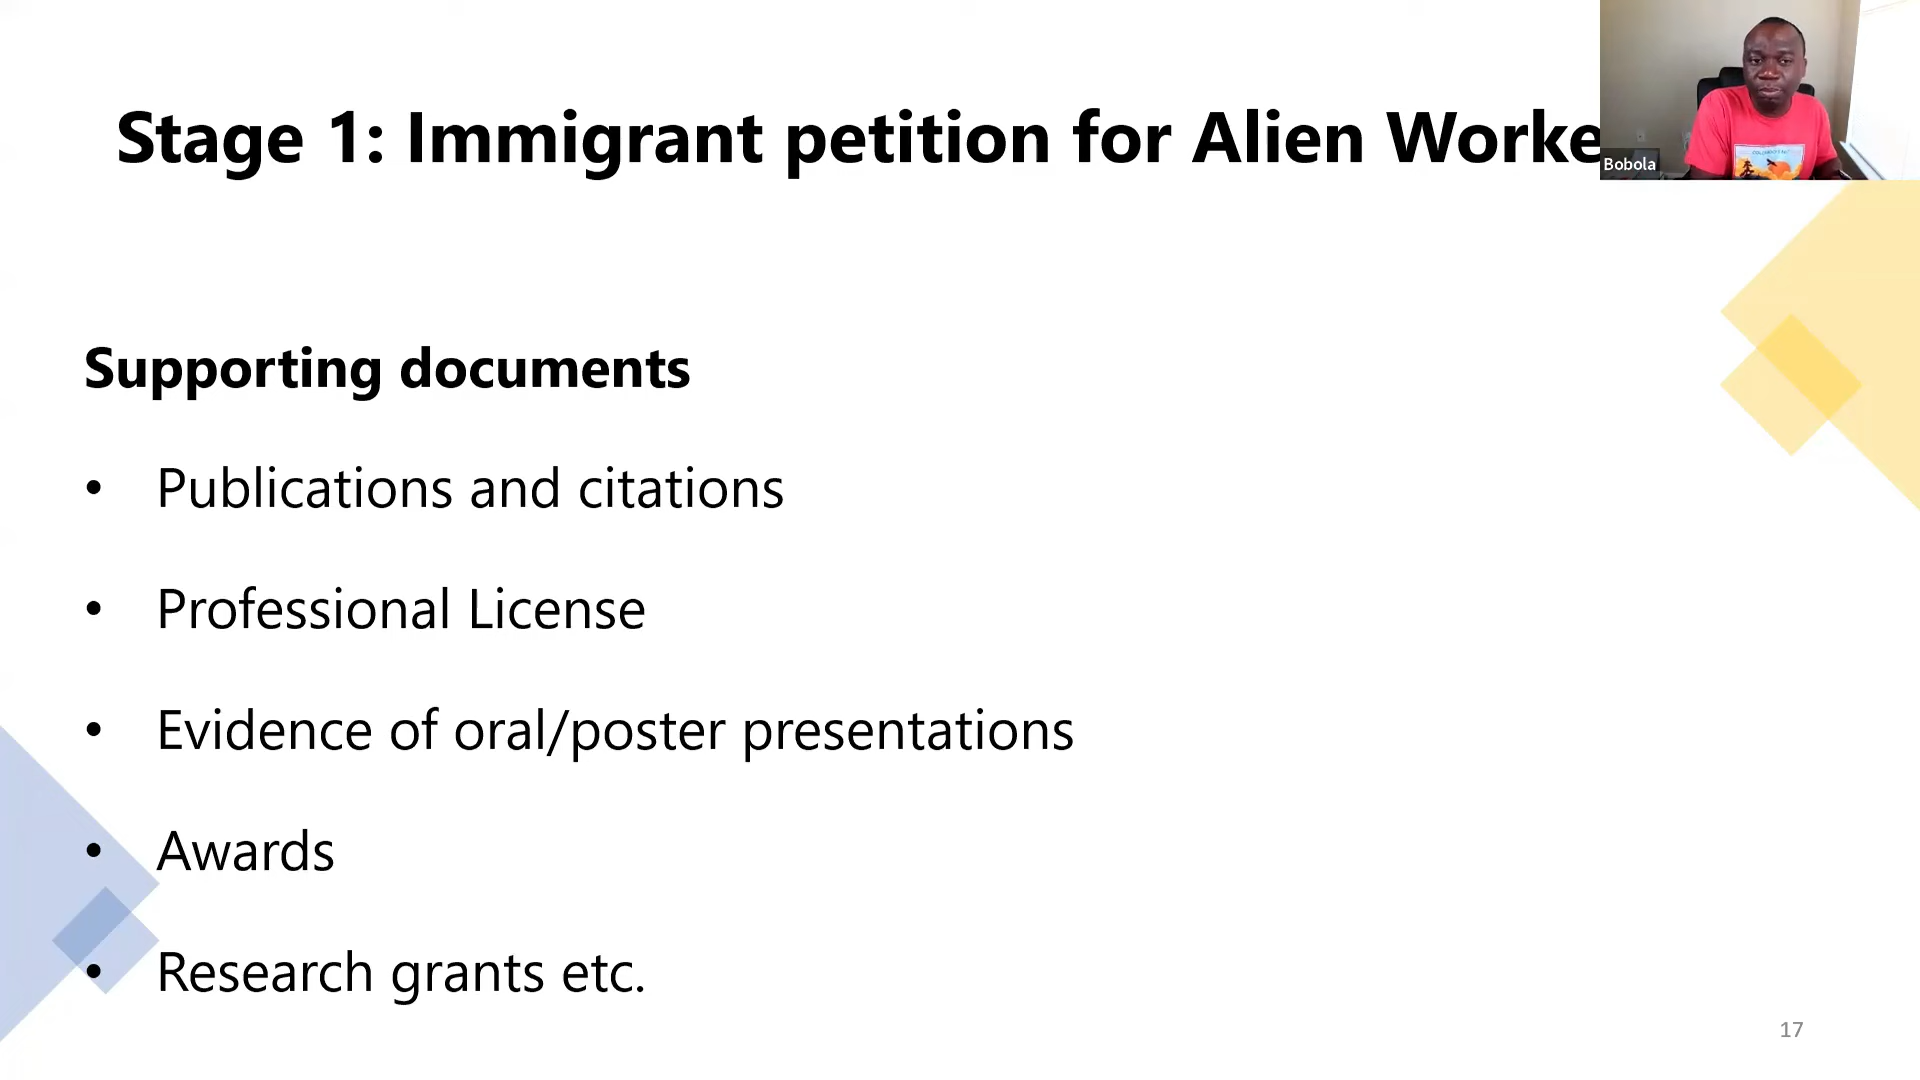 Stage 1: Immigrant petition for Alien Worke
Bobola
Supporting documents
• Publications and citations
• Professional License
• Evidence of oral/poster presentations
• Awards
• Research grants etc.
17